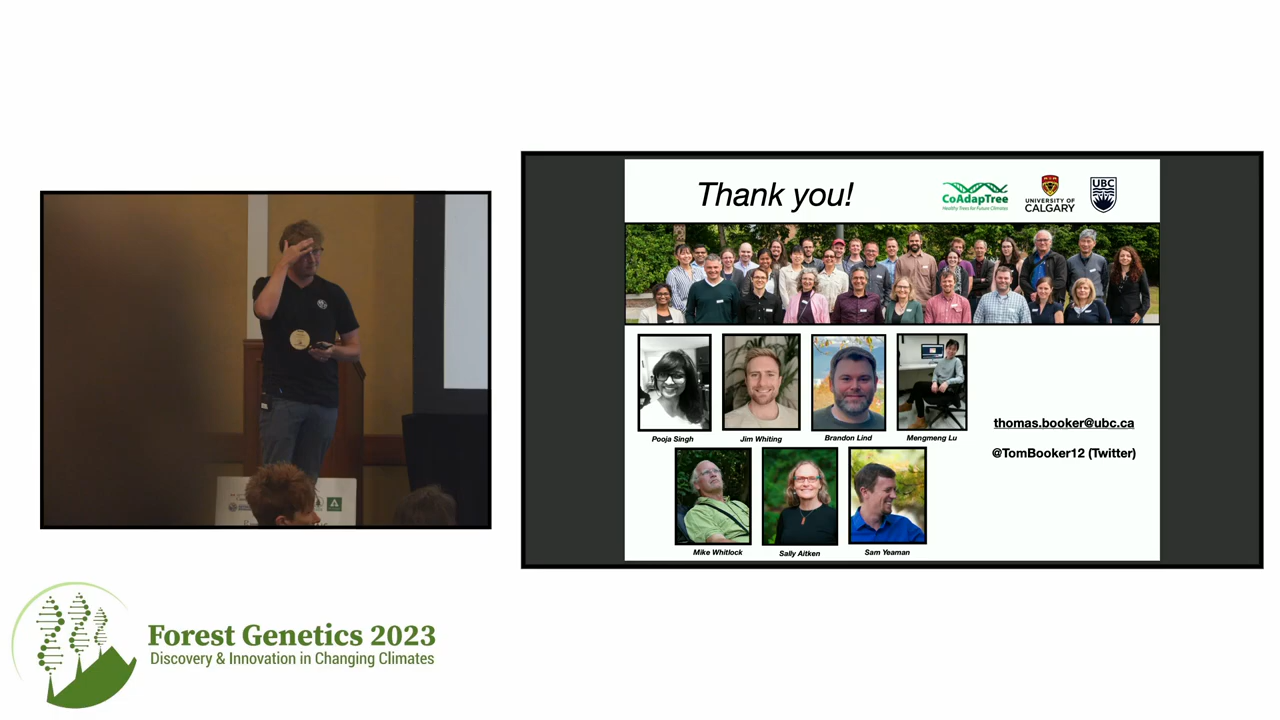 Thank you!
CoAdapTree
Healthy Trees for Future Climates
UNIVERSITY OF
CALGARY
UBC
Pooja Singh
Jim Whiting
Brandon Lind
Mengmeng Lu
thomas.booker@ubc.ca
@TomBooker12 (Twitter)
Mike Whitlock
Sally Aitken
Sam Yeaman
Forest Genetics 2023
Discovery & Innovation in Changing Climates